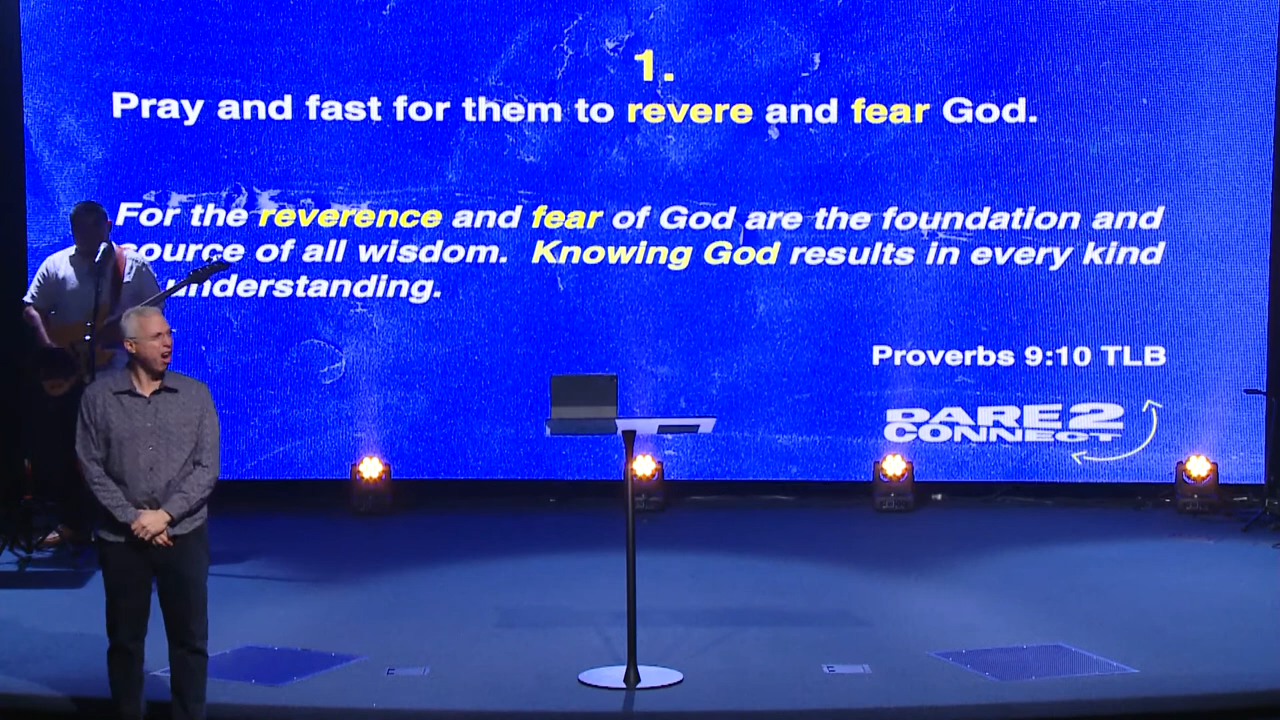 1.
Pray and fast for them to revere and fear God.
For the reverence and fear of God are the foundation and
source of all wisdom. Knowing God results in every kind
understanding.
Proverbs 9:10 TLB
DARE 2
CONNECT